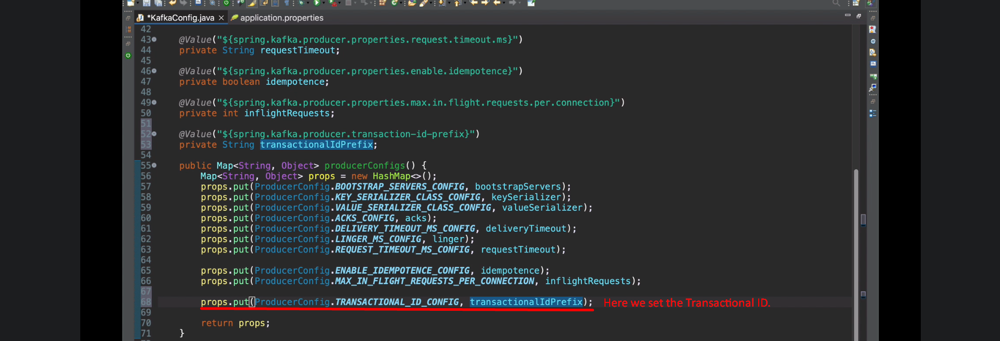 *KafkaConfig.java application.properties
42
43 @Value("${spring.kafka.producer.properties.request.timeout.ms}")
44 private String requestTimeout;
45
46 @Value("${spring.kafka.producer.properties.enable.idempotence}")
47 private boolean idempotence;
48
49 @Value("${spring.kafka.producer.properties.max.in.flight.requests.per.connection}")
50 private int inflightRequests;
51
52 @Value("${spring.kafka.producer.transaction-id-prefix}")
53 private String transactionalIdPrefix;
54
55 public Map<String, Object> producerConfigs() {
56 Map<String, Object> props = new HashMap<>();
57 props.put(ProducerConfig.BOOTSTRAP_SERVERS_CONFIG, bootstrapServers);
58 props.put(ProducerConfig.KEY_SERIALIZER_CLASS_CONFIG, keySerializer);
59 props.put(ProducerConfig.VALUE_SERIALIZER_CLASS_CONFIG, valueSerializer);
60 props.put(ProducerConfig.ACKS_CONFIG, acks);
61 props.put(ProducerConfig.DELIVERY_TIMEOUT_MS_CONFIG, deliveryTimeout);
62 props.put(ProducerConfig.LINGER_MS_CONFIG, linger);
63 props.put(ProducerConfig.REQUEST_TIMEOUT_MS_CONFIG, requestTimeout);
64
65 props.put(ProducerConfig.ENABLE_IDEMPOTENCE_CONFIG, idempotence);
66 props.put(ProducerConfig.MAX_IN_FLIGHT_REQUESTS_PER_CONNECTION, inflightRequests);
67
68 props.put(ProducerConfig.TRANSACTIONAL_ID_CONFIG, transactionalIdPrefix); Here we set the Transactional ID.
69
70 return props;
71 }